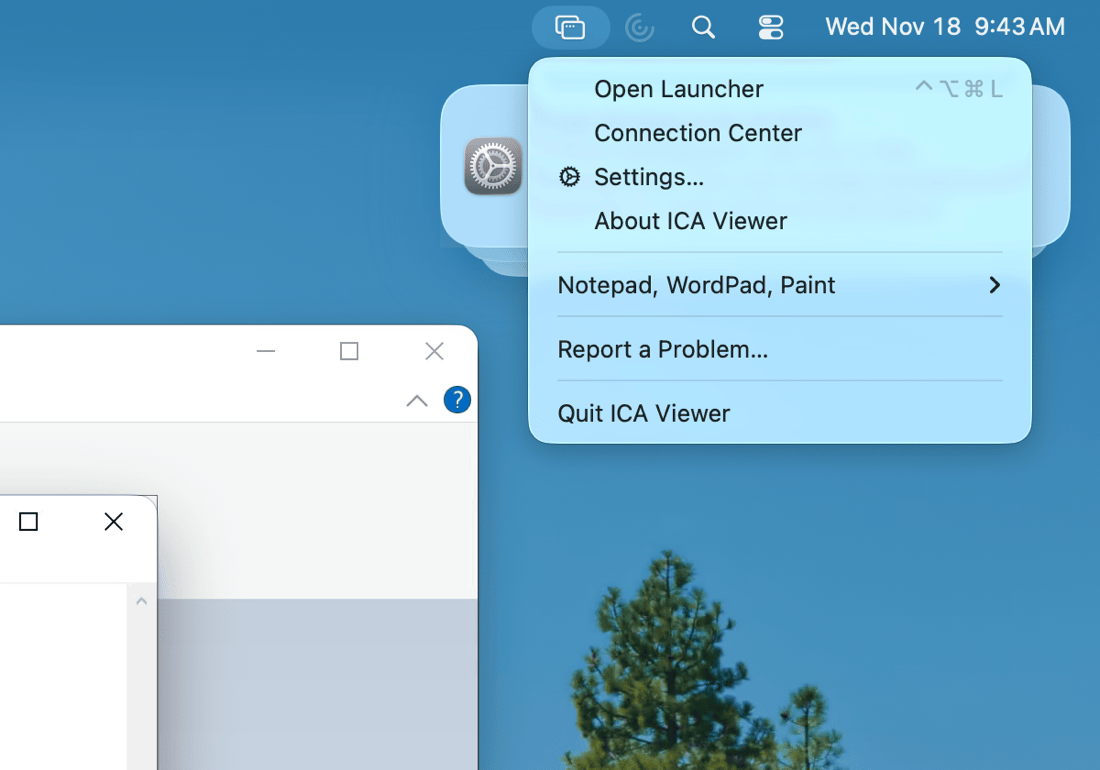 Wed Nov 18 9:43 AM
Open Launcher ⌃⌥⌘L
Connection Center
Settings...
About ICA Viewer
Notepad, WordPad, Paint
Report a Problem...
Quit ICA Viewer
?